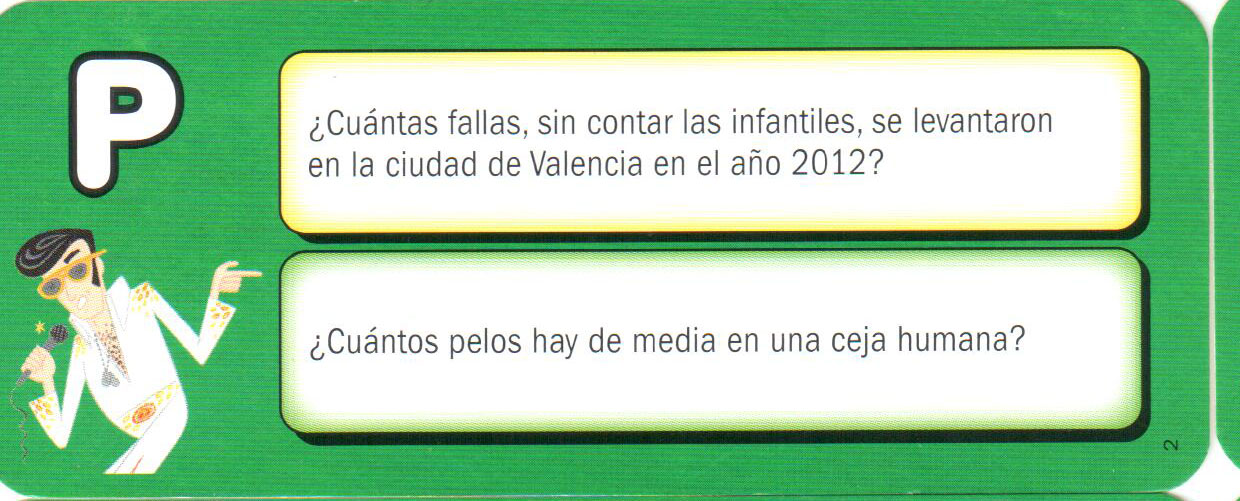 P
¿Cuántas fallas, sin contar las infantiles, se levantaron
en la ciudad de Valencia en el año 2012?
¿Cuántos pelos hay de media en una ceja humana?
2